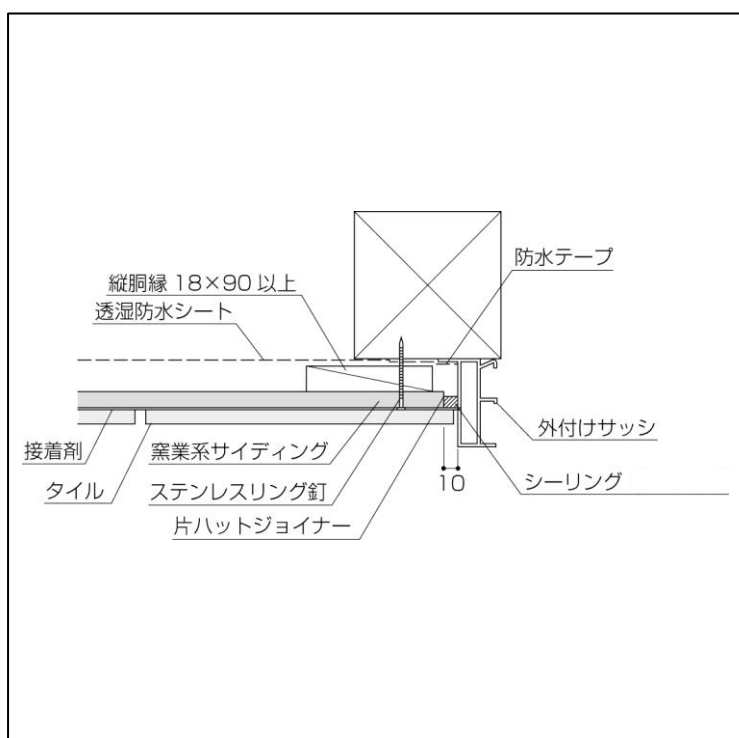 防水テープ
縦胴縁 18×90 以上
透湿防水シート
接着剤
窯業系サイディング
外付けサッシ
タイル
ステンレスリング釘
10
シーリング
片ハットジョイナー